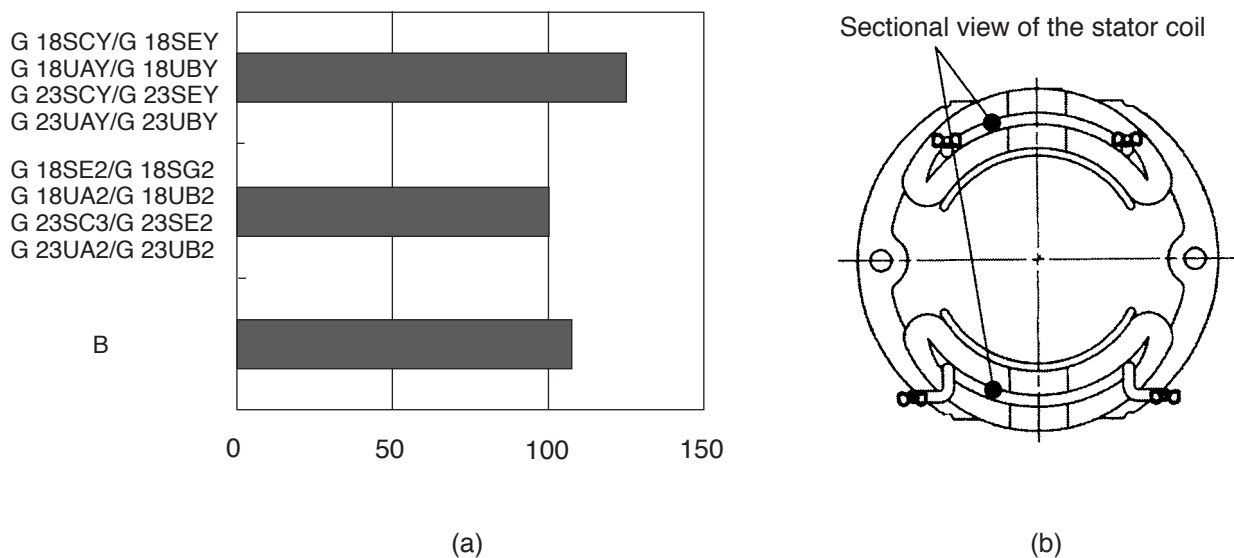 G 18SCY/G 18SEY
G 18UAY/G 18UBY
G 23SCY/G 23SEY
G 23UAY/G 23UBY
G 18SE2/G 18SG2
G 18UA2/G 18UB2
G 23SC3/G 23SE2
G 23UA2/G 23UB2
B
0 50 100 150
(a)
Sectional view of the stator coil
(b)